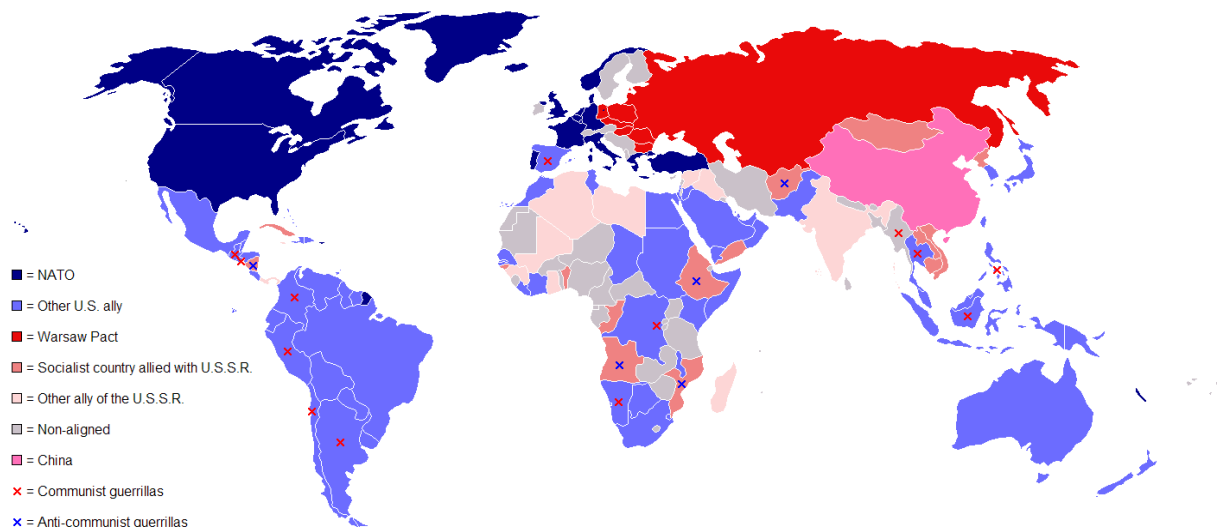 = NATO
= Other U.S. ally
= Warsaw Pact
= Socialist country allied with U.S.S.R.
= Other ally of the U.S.S.R.
= Non-aligned
= China
= Communist guerrillas
= Anti-communist guerrillas